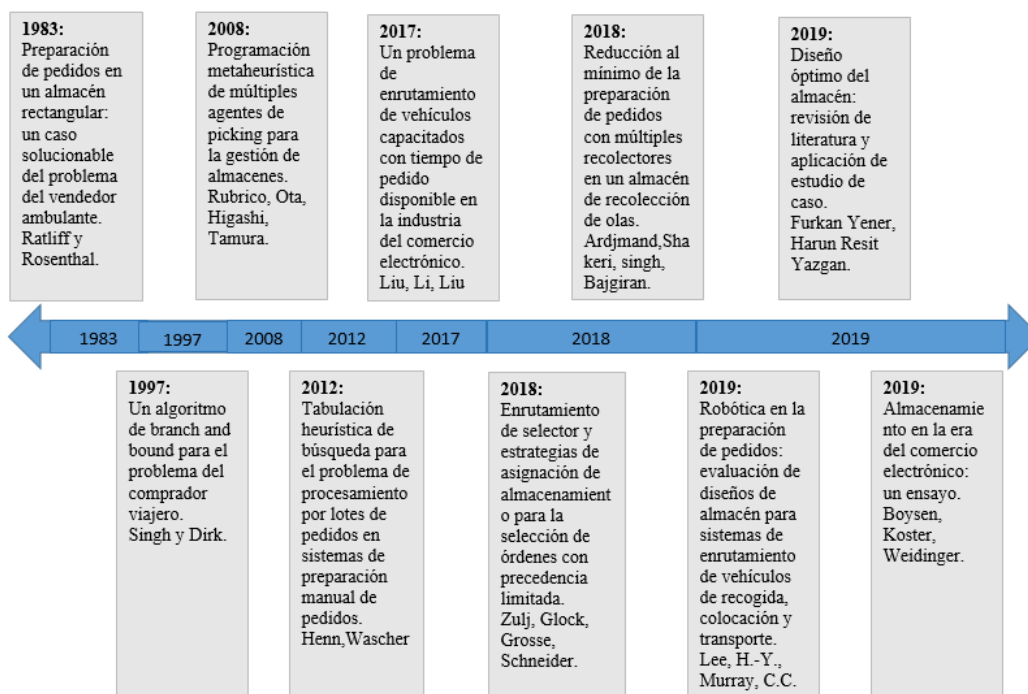 1983:
Preparación
de pedidos en
un almacén
rectangular:
un caso
solucionable
del problema
del vendedor
ambulante.
Ratliff y
Rosenthal.
2008:
Programación
metaheurística
de múltiples
agentes de
picking para
la gestión de
almacenes.
Rubrico, Ota,
Higashi,
Tamura.
2017:
Un problema
de
enrutamiento
de vehículos
capacitados
con tiempo de
pedido
disponible en
la industria
del comercio
electrónico.
Liu, Li, Liu
2018:
Reducción al
mínimo de la
preparación
de pedidos
con múltiples
recolectores
en un almacén
de recolección
de olas.
Ardjmand,Sha
keri, singh,
Bajgiran.
2019:
Diseño
óptimo del
almacén:
revisión de
literatura y
aplicación de
estudio de
caso.
Furkan Yener,
Harun Resit
Yazgan.
1983 1997 2008 2012 2017 2018 2019
1997:
Un algoritmo
de branch and
bound para el
problema del
comprador
viajero.
Singh y Dirk.
2012:
Tabulación
heurística de
búsqueda para
el problema de
procesamiento
por lotes de
pedidos en
sistemas de
preparación
manual de
pedidos.
Henn,Wascher
2018:
Enrutamiento
de selector y
estrategias de
asignación de
almacenamient
o para la
selección de
órdenes con
precedencia
limitada.
Zulj, Glock,
Grosse,
Schneider.
2019:
Robótica en la
preparación
de pedidos:
evaluación de
diseños de
almacén para
sistemas de
enrutamiento
de vehículos
de recogida,
colocación y
transporte.
Lee, H.-Y.,
Murray, C.C.
2019:
Almacenamie
nto en la era
del comercio
electrónico:
un ensayo.
Boysen,
Koster,
Weidinger.